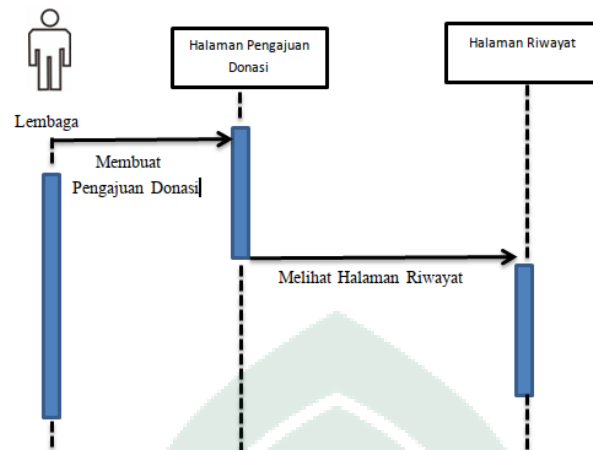 Halaman Pengajuan
Donasi
Halaman Riwayat
Lembaga
Membuat
Pengajuan Donasi
Melihat Halaman Riwayat